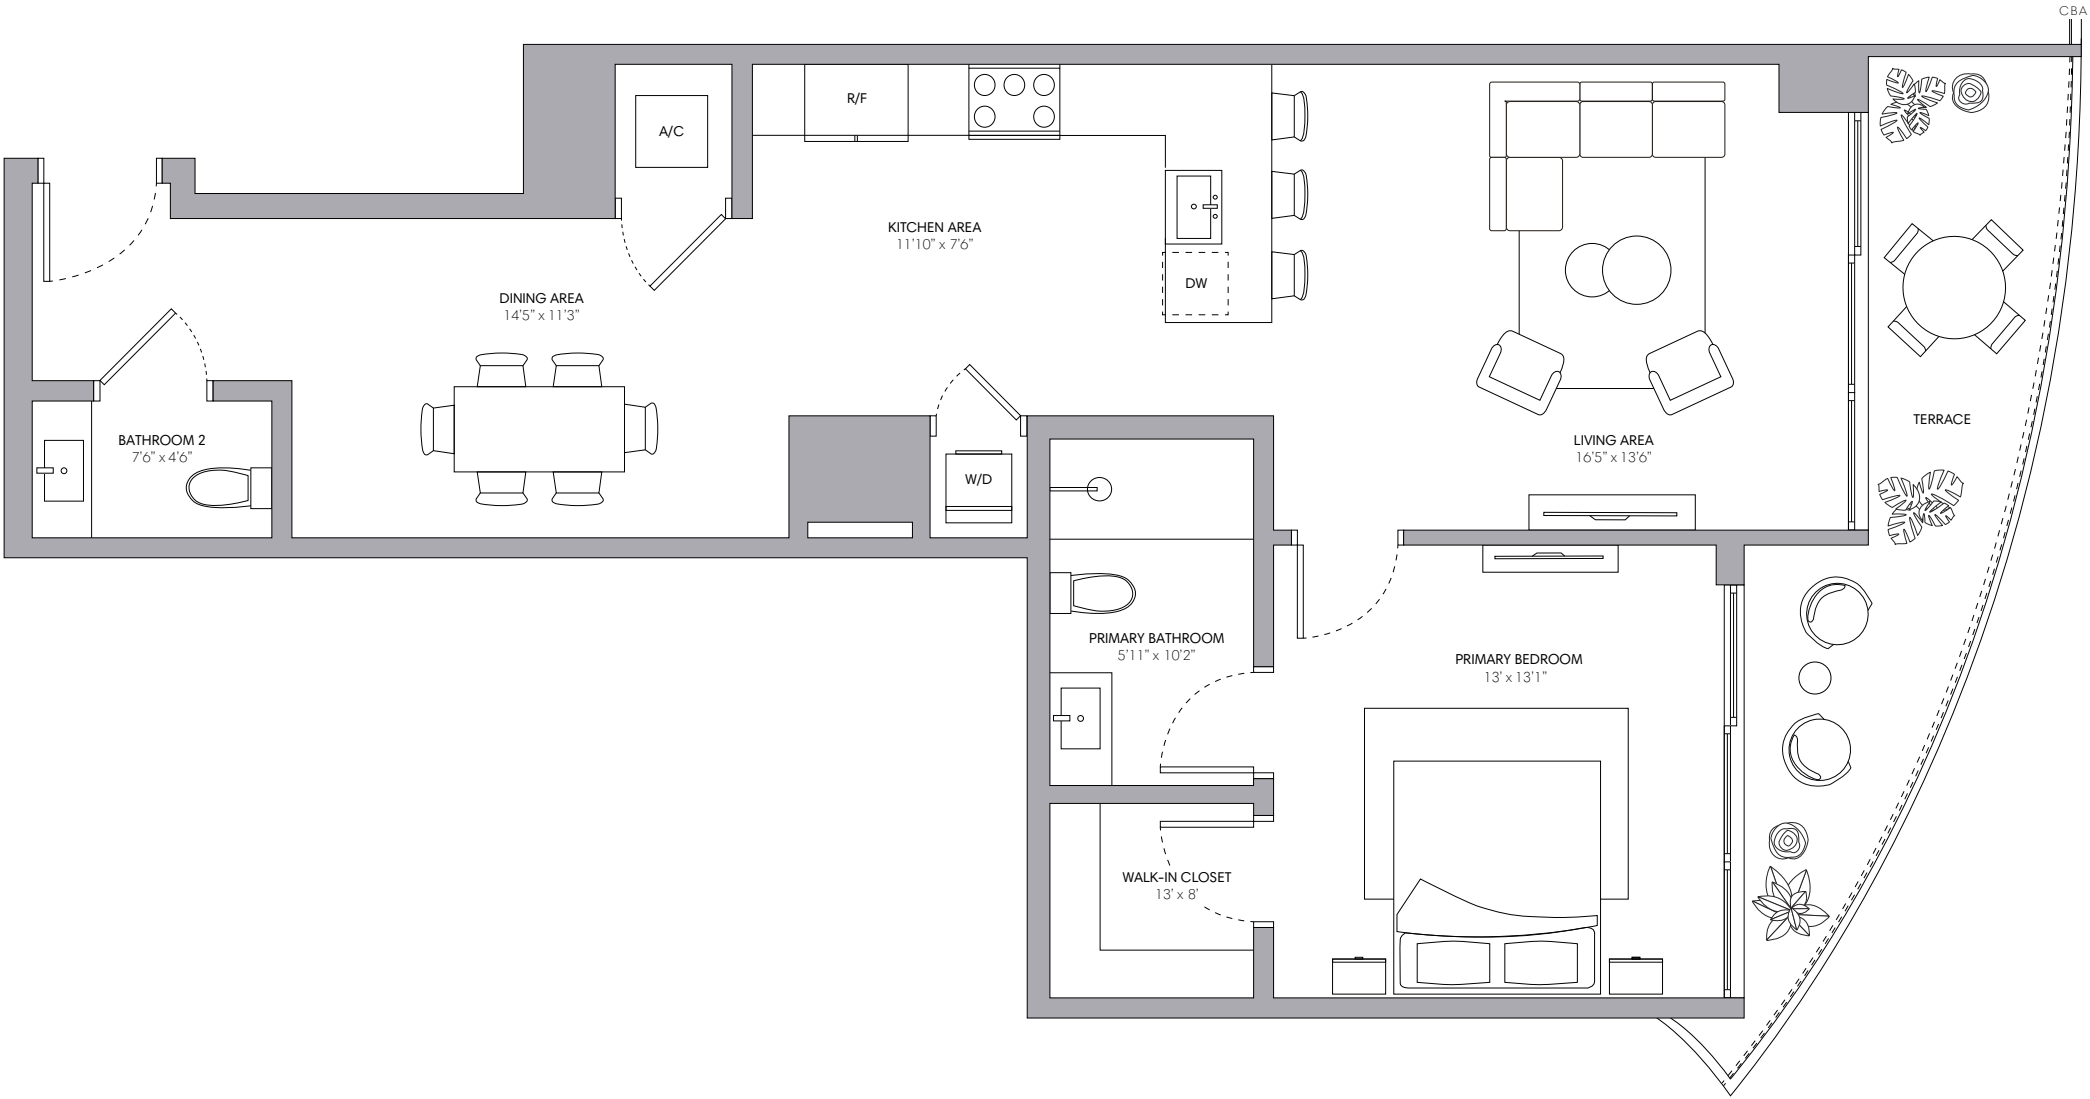 CBA
R/F
A/C
KITCHEN AREA
11'10" x 7'6"
DW
DINING AREA
14'5" x 11'3"
TERRACE
BATHROOM 2
7'6" x 4'6"
LIVING AREA
16'5" x 13'6"
W/D
PRIMARY BATHROOM
5'11" x 10'2"
PRIMARY BEDROOM
13' x 13'1"
WALK-IN CLOSET
13' x 8'